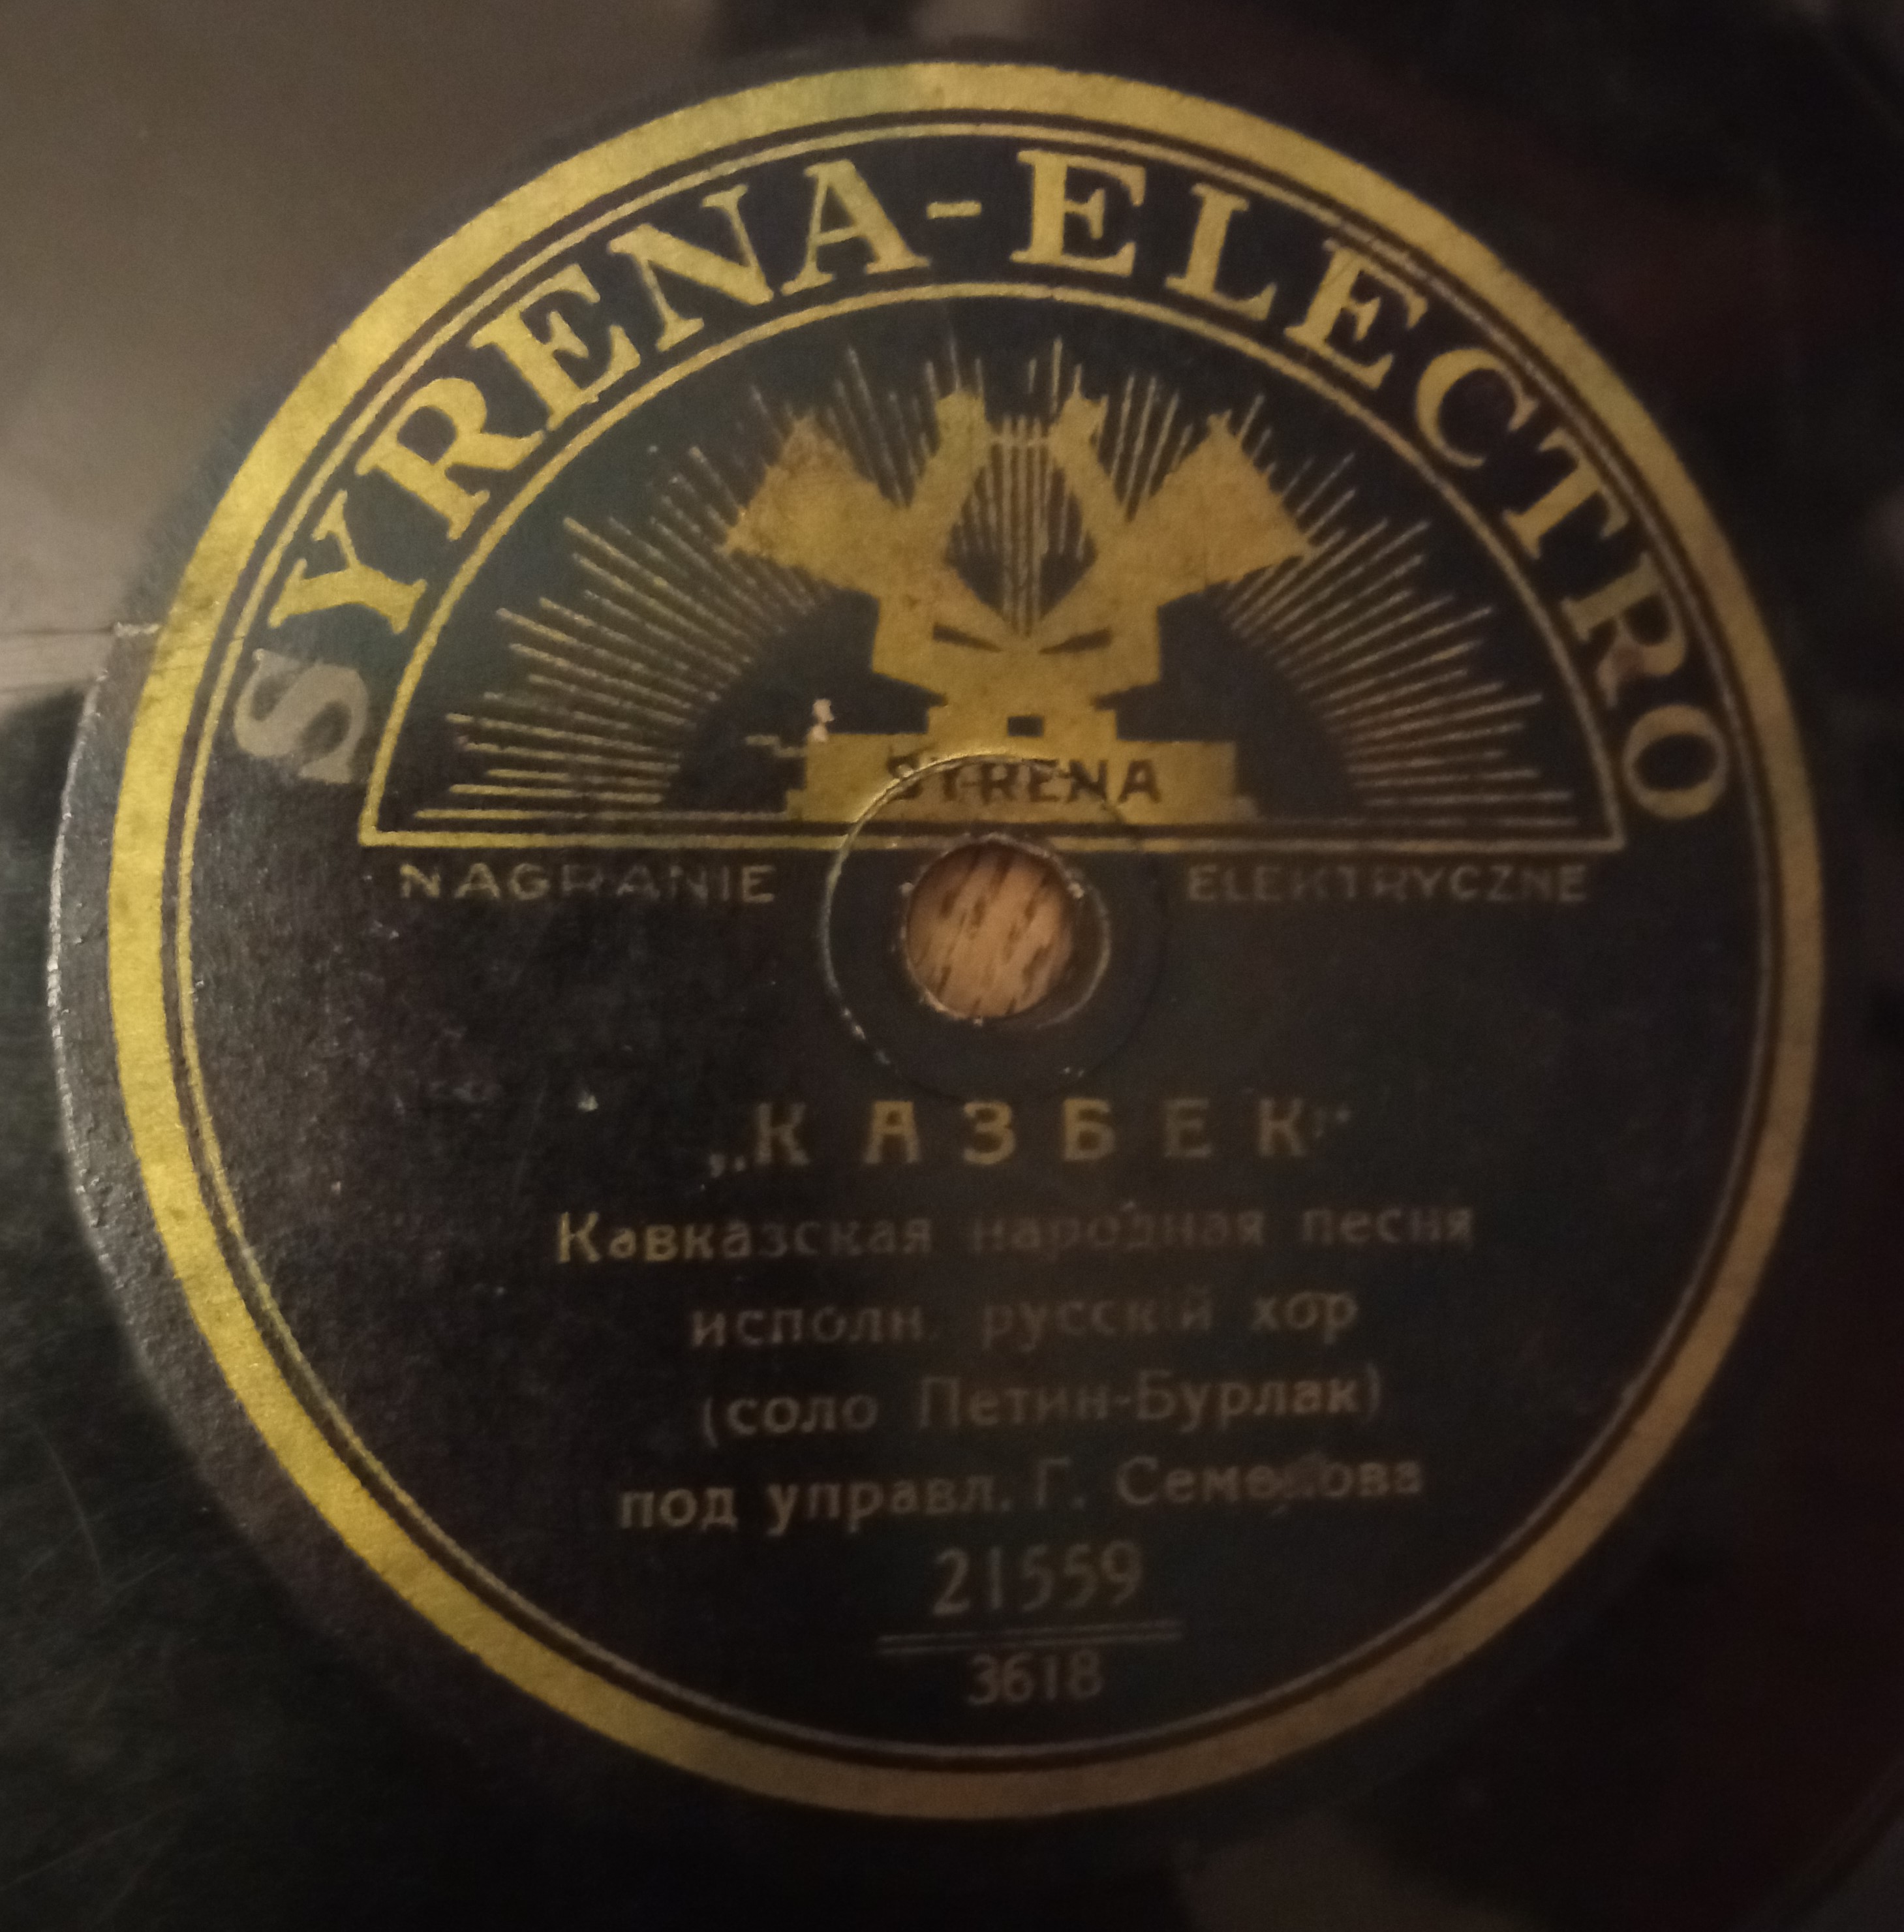 SYRENA-ELECTRO
SYRENA
NAGRANIE ELEKTRYCZNE
„КАЗБЕК“
Кавказская народная песня
исполн. русскій хор
(соло Петин-Бурлак)
под управл. Г. Семенова
21559
3618